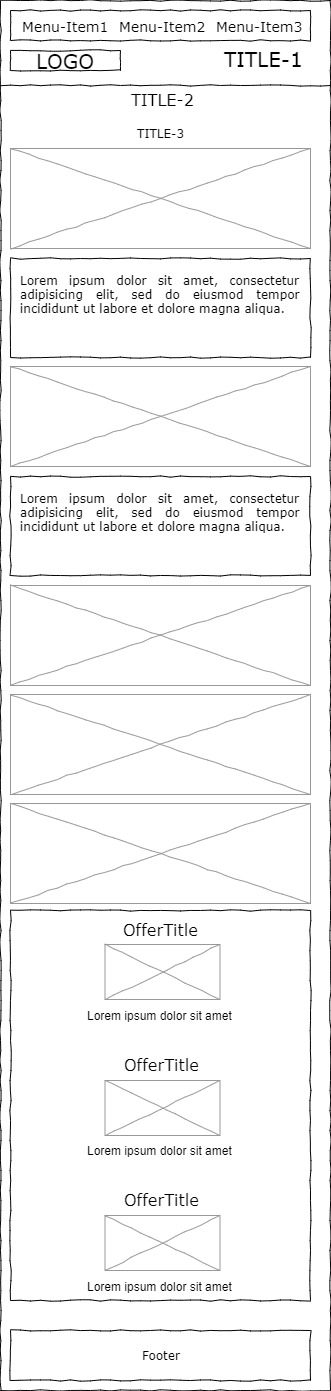 Menu-Item1 Menu-Item2 Menu-Item3
LOGO TITLE-1
TITLE-2
TITLE-3
Lorem ipsum dolor sit amet, consectetur
adipisicing elit, sed do eiusmod tempor
incididunt ut labore et dolore magna aliqua.
Lorem ipsum dolor sit amet, consectetur
adipisicing elit, sed do eiusmod tempor
incididunt ut labore et dolore magna aliqua.
OfferTitle
Lorem ipsum dolor sit amet
OfferTitle
Lorem ipsum dolor sit amet
OfferTitle
Lorem ipsum dolor sit amet
Footer